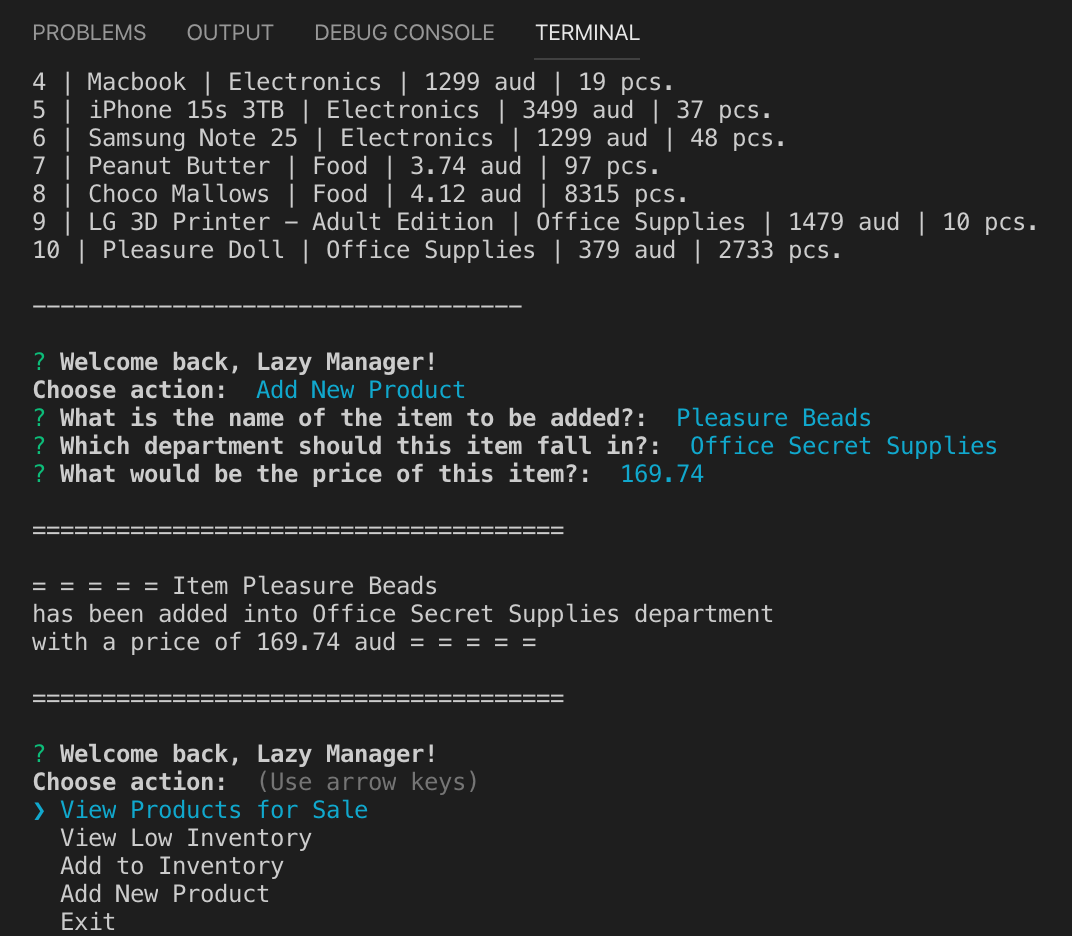 PROBLEMS OUTPUT DEBUG CONSOLE TERMINAL
4 | Macbook | Electronics | 1299 aud | 19 pcs.
5 | iPhone 15s 3TB | Electronics | 3499 aud | 37 pcs.
6 | Samsung Note 25 | Electronics | 1299 aud | 48 pcs.
7 | Peanut Butter | Food | 3.74 aud | 97 pcs.
8 | Choco Mallows | Food | 4.12 aud | 8315 pcs.
9 | LG 3D Printer – Adult Edition | Office Supplies | 1479 aud | 10 pcs.
10 | Pleasure Doll | Office Supplies | 379 aud | 2733 pcs.
-----------------------------------
? Welcome back, Lazy Manager!
Choose action: Add New Product
? What is the name of the item to be added?: Pleasure Beads
? Which department should this item fall in?: Office Secret Supplies
? What would be the price of this item?: 169.74
======================================
= = = = = Item Pleasure Beads
has been added into Office Secret Supplies department
with a price of 169.74 aud = = = = =
======================================
? Welcome back, Lazy Manager!
Choose action: (Use arrow keys)
❯ View Products for Sale
View Low Inventory
Add to Inventory
Add New Product
Exit